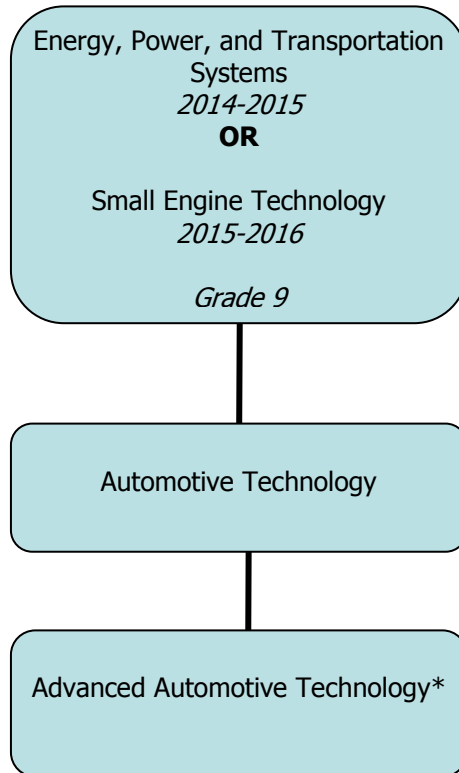 Energy, Power, and Transportation
Systems
2014-2015
OR
Small Engine Technology
2015-2016
Grade 9
Automotive Technology
Advanced Automotive Technology*